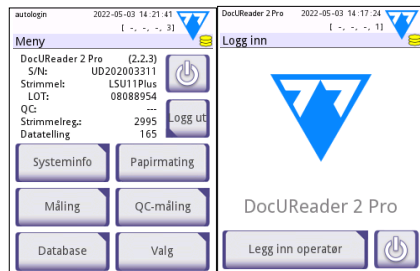 autologin 2022-05-03 14:21:41
[ -, -, -, 3]
Meny
DocUReader 2 Pro (2.2.3)
S/N: UD202003311
Strimmel: LSU11Plus
LOT: 08088954
QC: ---
Strimmelreg.: 2995
Datatelling 165
Logg ut
Systeminfo
Papirmating
Måling
QC-måling
Database
Valg
DocUReader 2 Pro 2022-05-03 14:17:24
[ -, -, -, 1]
Logg inn
DocUReader 2 Pro
Legg inn operatør